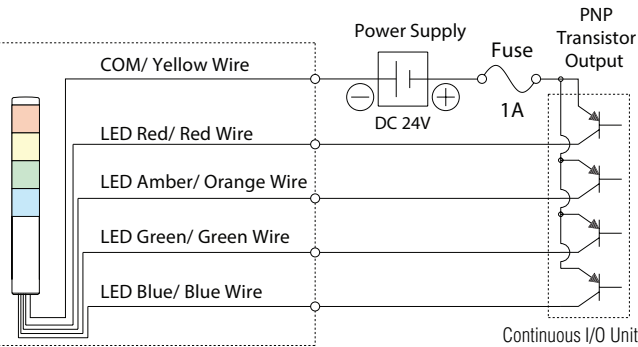 Power Supply
Fuse
PNP
Transistor
Output
COM/ Yellow Wire
− +
DC 24V
1A
LED Red/ Red Wire
LED Amber/ Orange Wire
LED Green/ Green Wire
LED Blue/ Blue Wire
Continuous I/O Unit